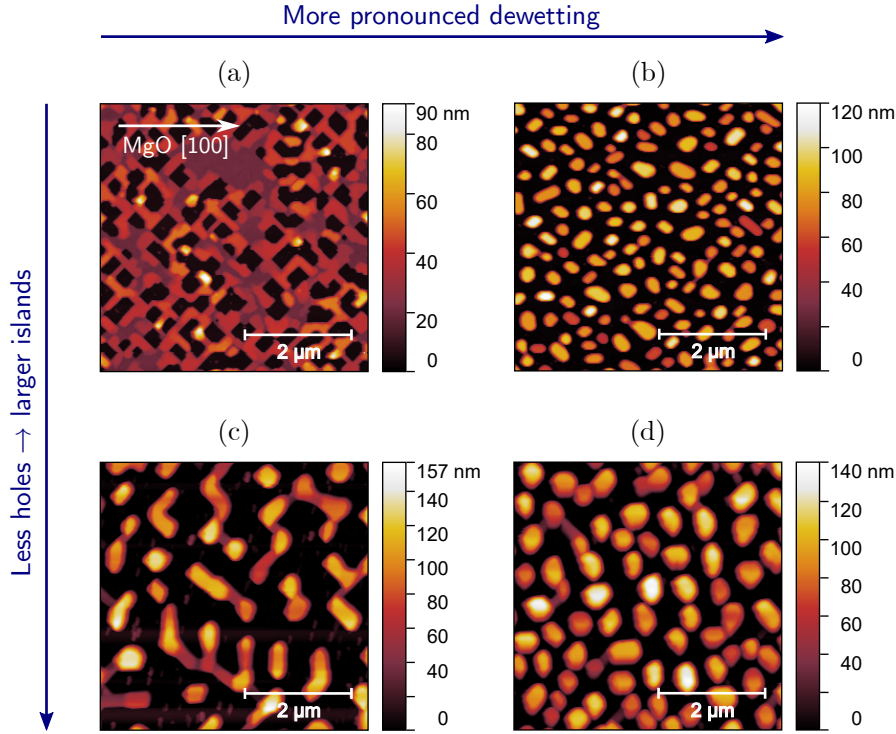 More pronounced dewetting
Less holes → larger islands
(a)
MgO [100]
2 µm
90 nm
80
60
40
20
0
(b)
2 µm
120 nm
100
80
60
40
0
(c)
2 µm
157 nm
140
120
100
80
60
40
0
(d)
2 µm
140 nm
120
100
80
60
40
0